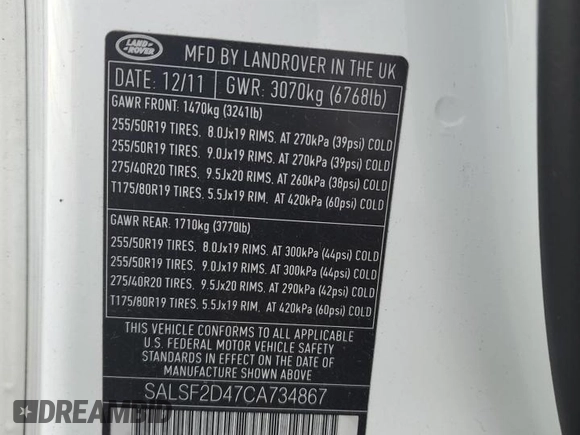 LAND
ROVER
MFD BY LANDROVER IN THE UK
DATE: 12/11 GWR: 3070kg (6768lb)
GAWR FRONT: 1470kg (3241lb)
255/50R19 TIRES, 8.0Jx19 RIMS, AT 270kPa (39psi) COLD
255/50R19 TIRES, 9.0Jx19 RIMS, AT 270kPa (39psi) COLD
275/40R20 TIRES, 9.5Jx20 RIMS, AT 260kPa (38psi) COLD
T175/80R19 TIRES, 5.5Jx19 RIM, AT 420kPa (60psi) COLD
GAWR REAR: 1710kg (3770lb)
255/50R19 TIRES, 8.0Jx19 RIMS, AT 300kPa (44psi) COLD
255/50R19 TIRES, 9.0Jx19 RIMS, AT 300kPa (44psi) COLD
275/40R20 TIRES, 9.5Jx20 RIMS, AT 290kPa (42psi) COLD
T175/80R19 TIRES, 5.5Jx19 RIM, AT 420kPa (60psi) COLD
THIS VEHICLE CONFORMS TO ALL APPLICABLE
U.S. FEDERAL MOTOR VEHICLE SAFETY
STANDARDS IN EFFECT ON THE DATE OF
MANUFACTURE SHOWN ABOVE
SALSF2D47CA734867
DREAMBID